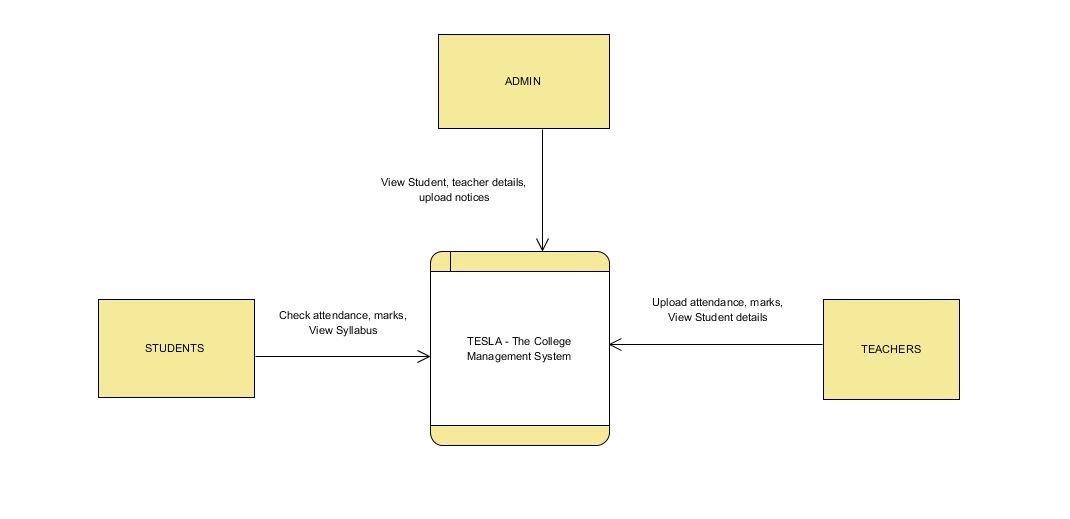 ADMIN
View Student, teacher details,
upload notices
STUDENTS
Check attendance, marks,
View Syllabus
TESLA - The College
Management System
Upload attendance, marks,
View Student details
TEACHERS